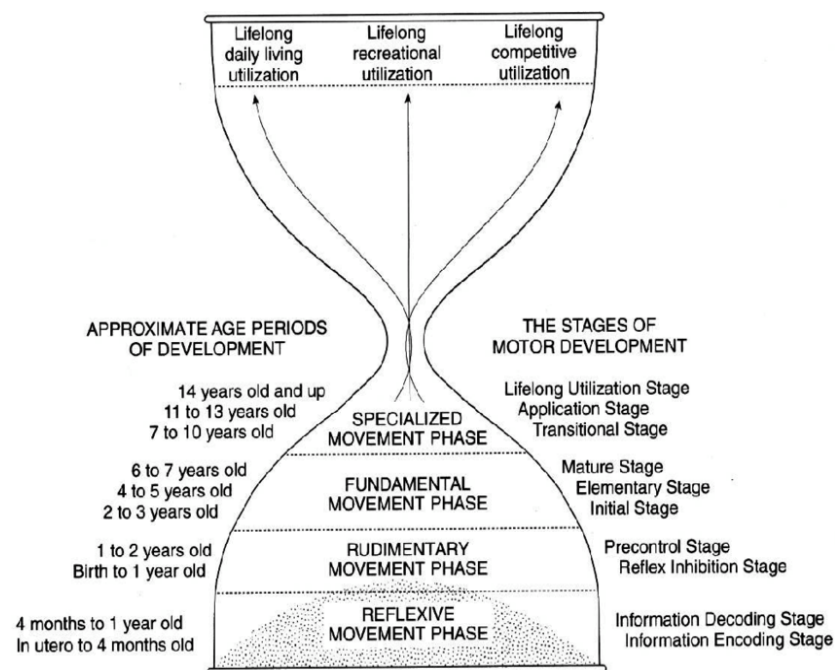 Lifelong
daily living
utilization
Lifelong
recreational
utilization
Lifelong
competitive
utilization
APPROXIMATE AGE PERIODS
OF DEVELOPMENT
THE STAGES OF
MOTOR DEVELOPMENT
14 years old and up
11 to 13 years old
7 to 10 years old
SPECIALIZED
MOVEMENT PHASE
Lifelong Utilization Stage
Application Stage
Transitional Stage
6 to 7 years old
4 to 5 years old
2 to 3 years old
FUNDAMENTAL
MOVEMENT PHASE
Mature Stage
Elementary Stage
Initial Stage
1 to 2 years old
Birth to 1 year old
RUDIMENTARY
MOVEMENT PHASE
Precontrol Stage
Reflex Inhibition Stage
4 months to 1 year old
In utero to 4 months old
REFLEXIVE
MOVEMENT PHASE
Information Decoding Stage
Information Encoding Stage